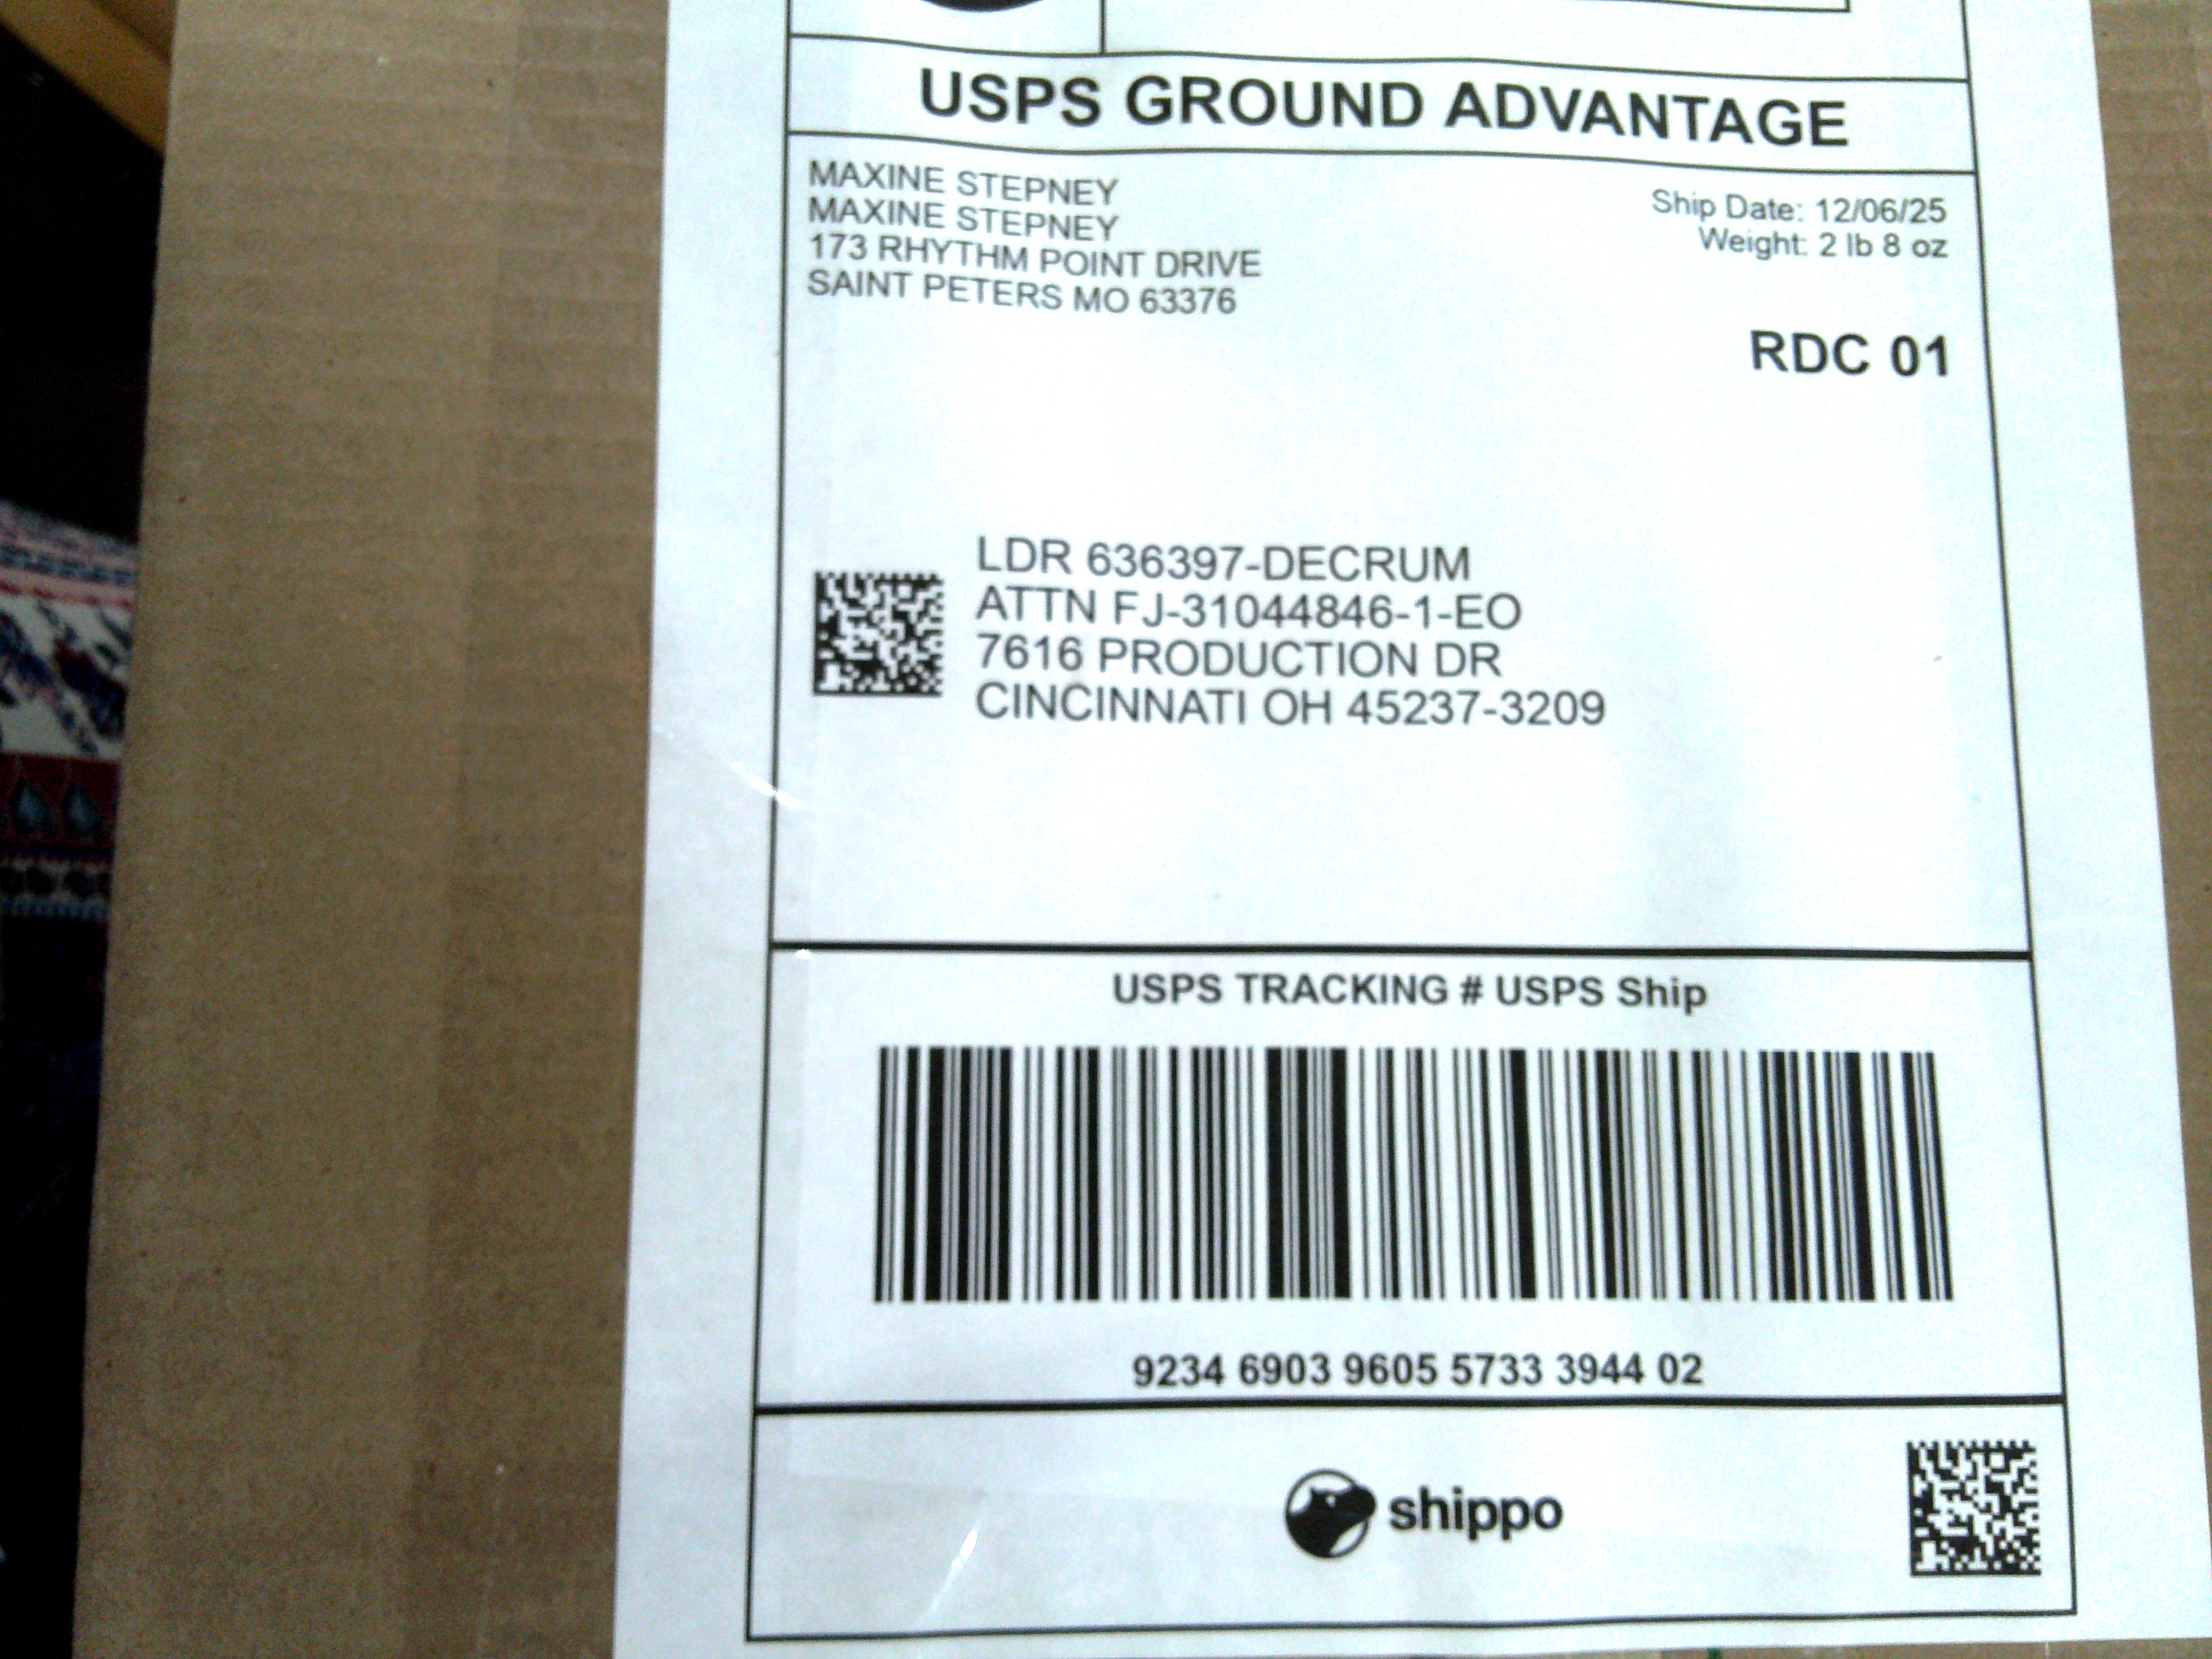 USPS GROUND ADVANTAGE
MAXINE STEPNEY
MAXINE STEPNEY
173 RHYTHM POINT DRIVE
SAINT PETERS MO 63376
Ship Date: 12/06/25
Weight: 2 lb 8 oz
RDC 01
LDR 636397-DECRUM
ATTN FJ-31044846-1-EO
7616 PRODUCTION DR
CINCINNATI OH 45237-3209
USPS TRACKING # USPS Ship
9234 6903 9605 5733 3944 02
shippo